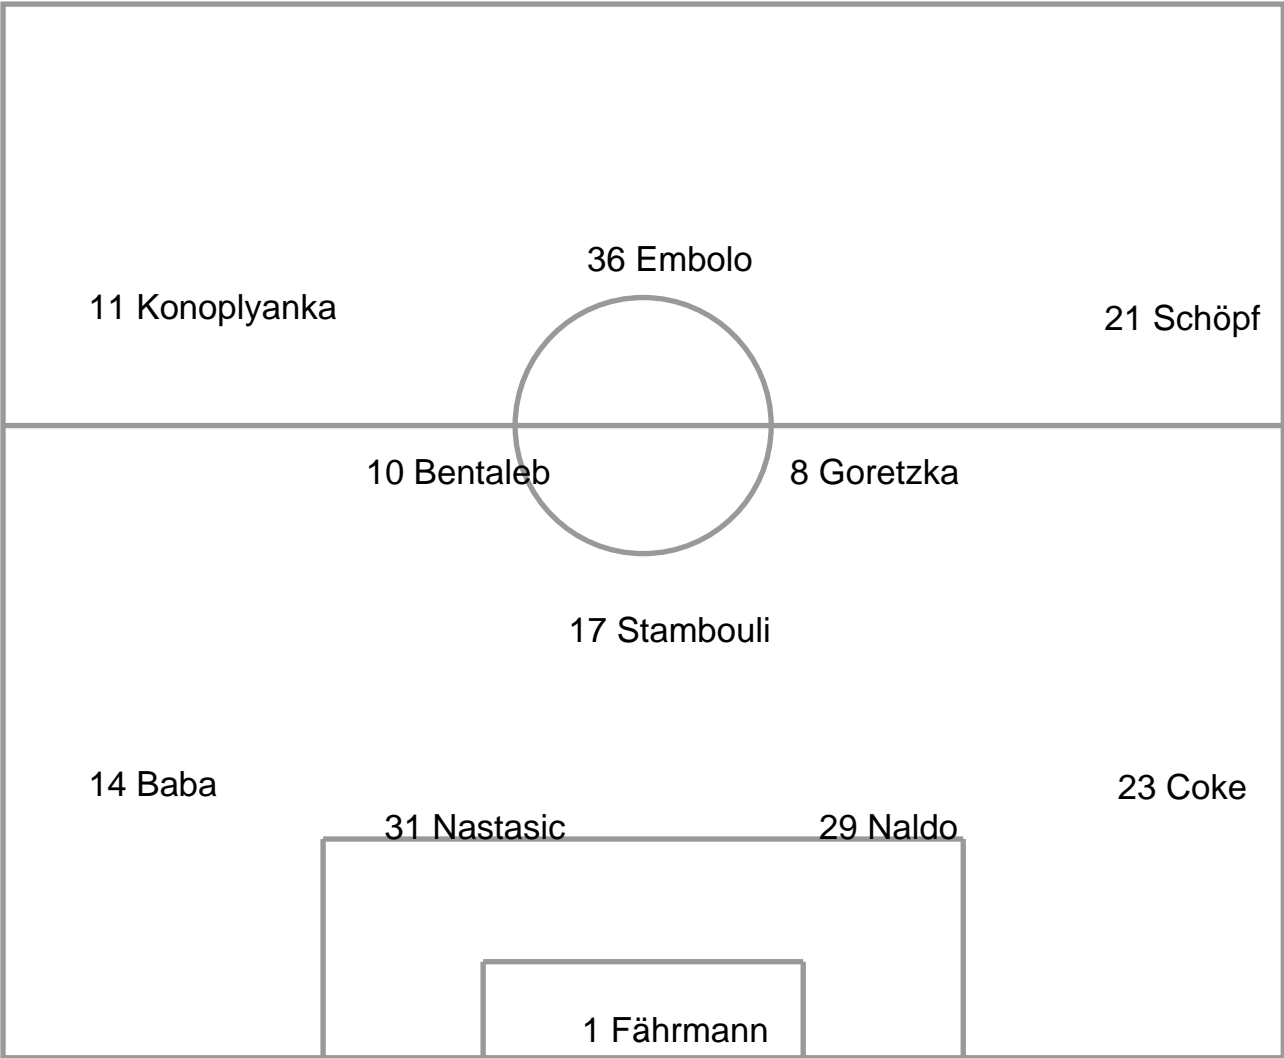 36 Embolo
11 Konoplyanka
21 Schöpf
10 Bentaleb
8 Goretzka
17 Stambouli
14 Baba
23 Coke
31 Nastasic
29 Naldo
1 Fährmann